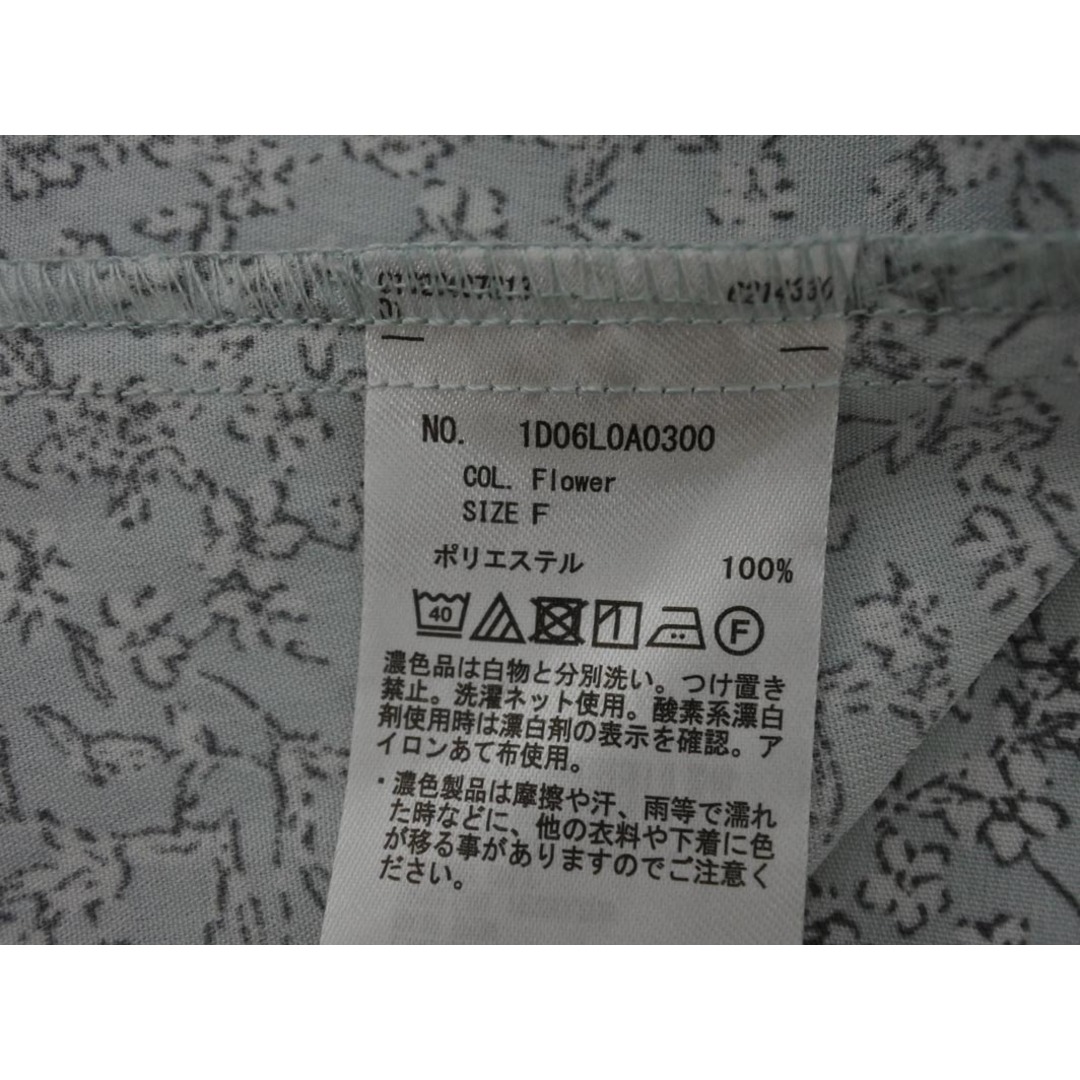 NO. 1D06L0A0300
COL. Flower
SIZE F
ポリエステル 100%
40
F
濃色品は白物と分別洗い。つけ置き
禁止。洗濯ネット使用。酸素系漂白
剤使用時は漂白剤の表示を確認。ア
イロンあて布使用。
・濃色製品は摩擦や汗、雨等で濡れ
た時などに、他の衣料や下着に色
が移る事がありますのでご注意く
ださい。